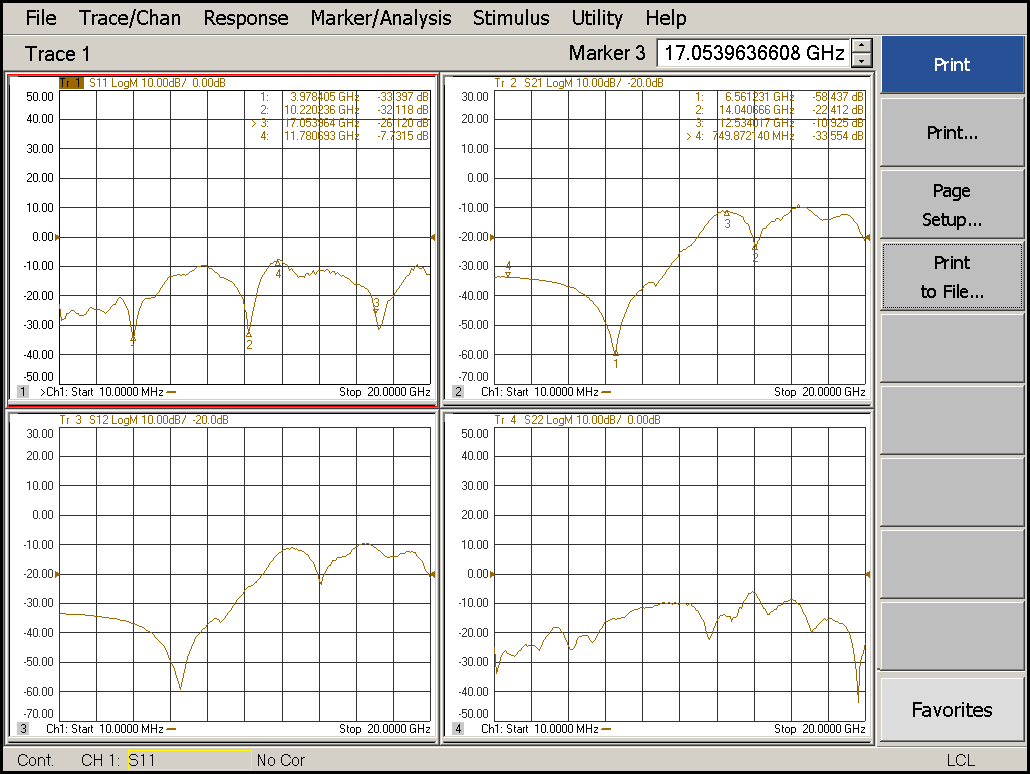 File Trace/Chan Response Marker/Analysis Stimulus Utility Help
Trace 1 Marker 3 17.0539636608 GHz
Tr 1 S11 LogM 10.00dB/ 0.00dB
50.00
40.00
30.00
20.00
10.00
0.00
-10.00
-20.00
-30.00
-40.00
-50.00
1: 3.978405 GHz -33.397 dB
2: 10.220236 GHz -32.118 dB
> 3: 17.053964 GHz -26.120 dB
4: 11.780693 GHz -7.7315 dB
1
2
3
4
1 >Ch1: Start 10.0000 MHz Stop 20.0000 GHz
Tr 2 S21 LogM 10.00dB/ -20.0dB
30.00
20.00
10.00
0.00
-10.00
-20.00
-30.00
-40.00
-50.00
-60.00
-70.00
1: 6.561231 GHz -58.437 dB
2: 14.040666 GHz -22.412 dB
3: 12.534017 GHz -10.925 dB
> 4: 749.872140 MHz -33.554 dB
4
1
3
2
2 Ch1: Start 10.0000 MHz Stop 20.0000 GHz
Tr 3 S12 LogM 10.00dB/ -20.0dB
30.00
20.00
10.00
0.00
-10.00
-20.00
-30.00
-40.00
-50.00
-60.00
-70.00
3 Ch1: Start 10.0000 MHz Stop 20.0000 GHz
Tr 4 S22 LogM 10.00dB/ 0.00dB
50.00
40.00
30.00
20.00
10.00
0.00
-10.00
-20.00
-30.00
-40.00
-50.00
4 Ch1: Start 10.0000 MHz Stop 20.0000 GHz
Print
Print...
Page
Setup...
Print
to File...
Favorites
Cont. CH 1: S11 No Cor LCL